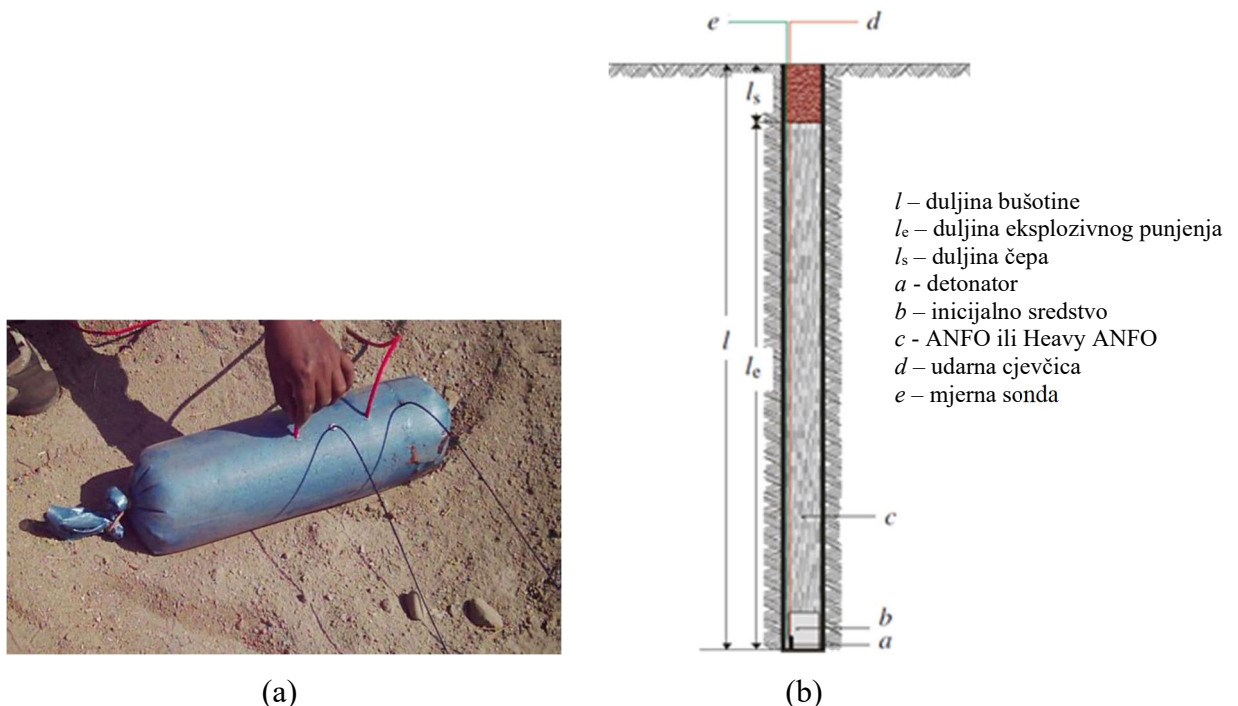 e
d
lₛ
l
lₑ
c
b
a
l – duljina bušotine
lₑ – duljina eksplozivnog punjenja
lₛ – duljina čepa
a - detonator
b – inicijalno sredstvo
c - ANFO ili Heavy ANFO
d – udarna cjevčica
e – mjerna sonda
(a)
(b)